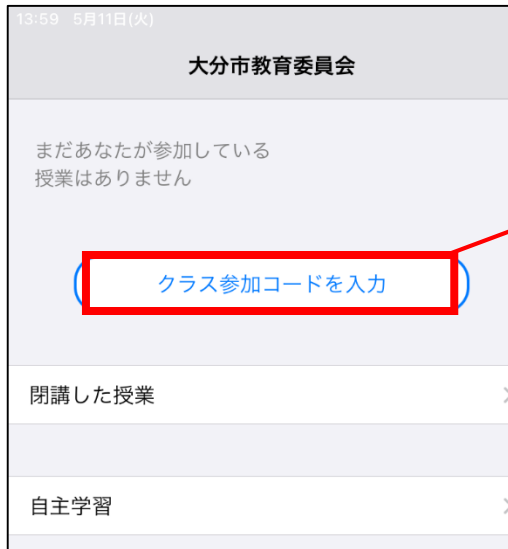 13:59 5月11日(火)
大分市教育委員会
まだあなたが参加している
授業はありません
クラス参加コードを入力
閉講した授業
自主学習